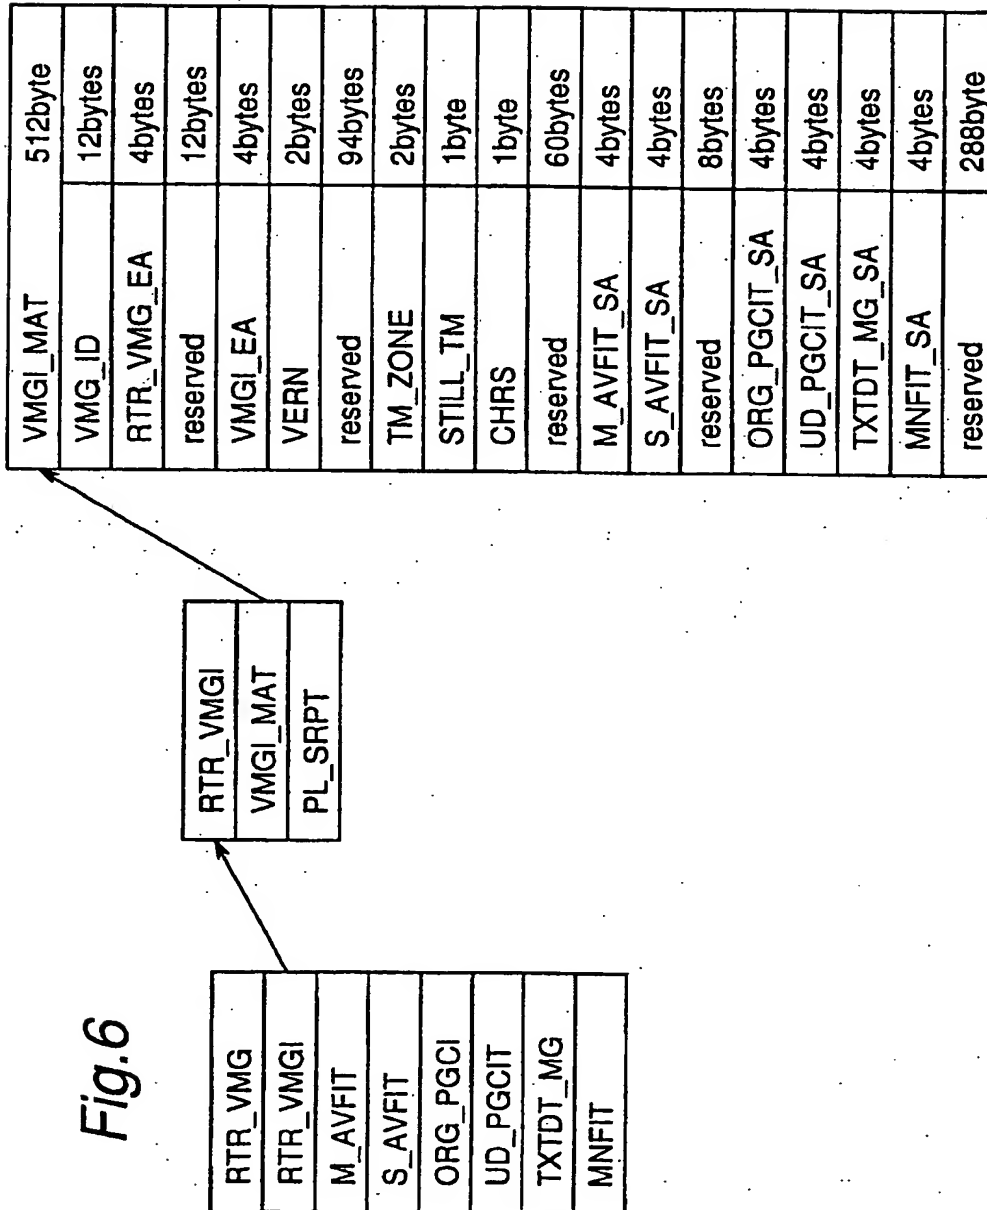 Fig.6
RTR_VMG
RTR_VMGI
M_AVFIT
S_AVFIT
ORG_PGCI
UD_PGCIT
TXTDT_MG
MNFIT
RTR_VMGI
VMGI_MAT
PL_SRPT
VMGI_MAT 512byte
VMG_ID 12bytes
RTR_VMG_EA 4bytes
reserved 12bytes
VMGI_EA 4bytes
VERN 2bytes
reserved 94bytes
TM_ZONE 2bytes
STILL_TM 1byte
CHRS 1byte
reserved 60bytes
M_AVFIT_SA 4bytes
S_AVFIT_SA 4bytes
reserved 8bytes
ORG_PGCIT_SA 4bytes
UD_PGCIT_SA 4bytes
TXTDT_MG_SA 4bytes
MNFIT_SA 4bytes
reserved 288byte